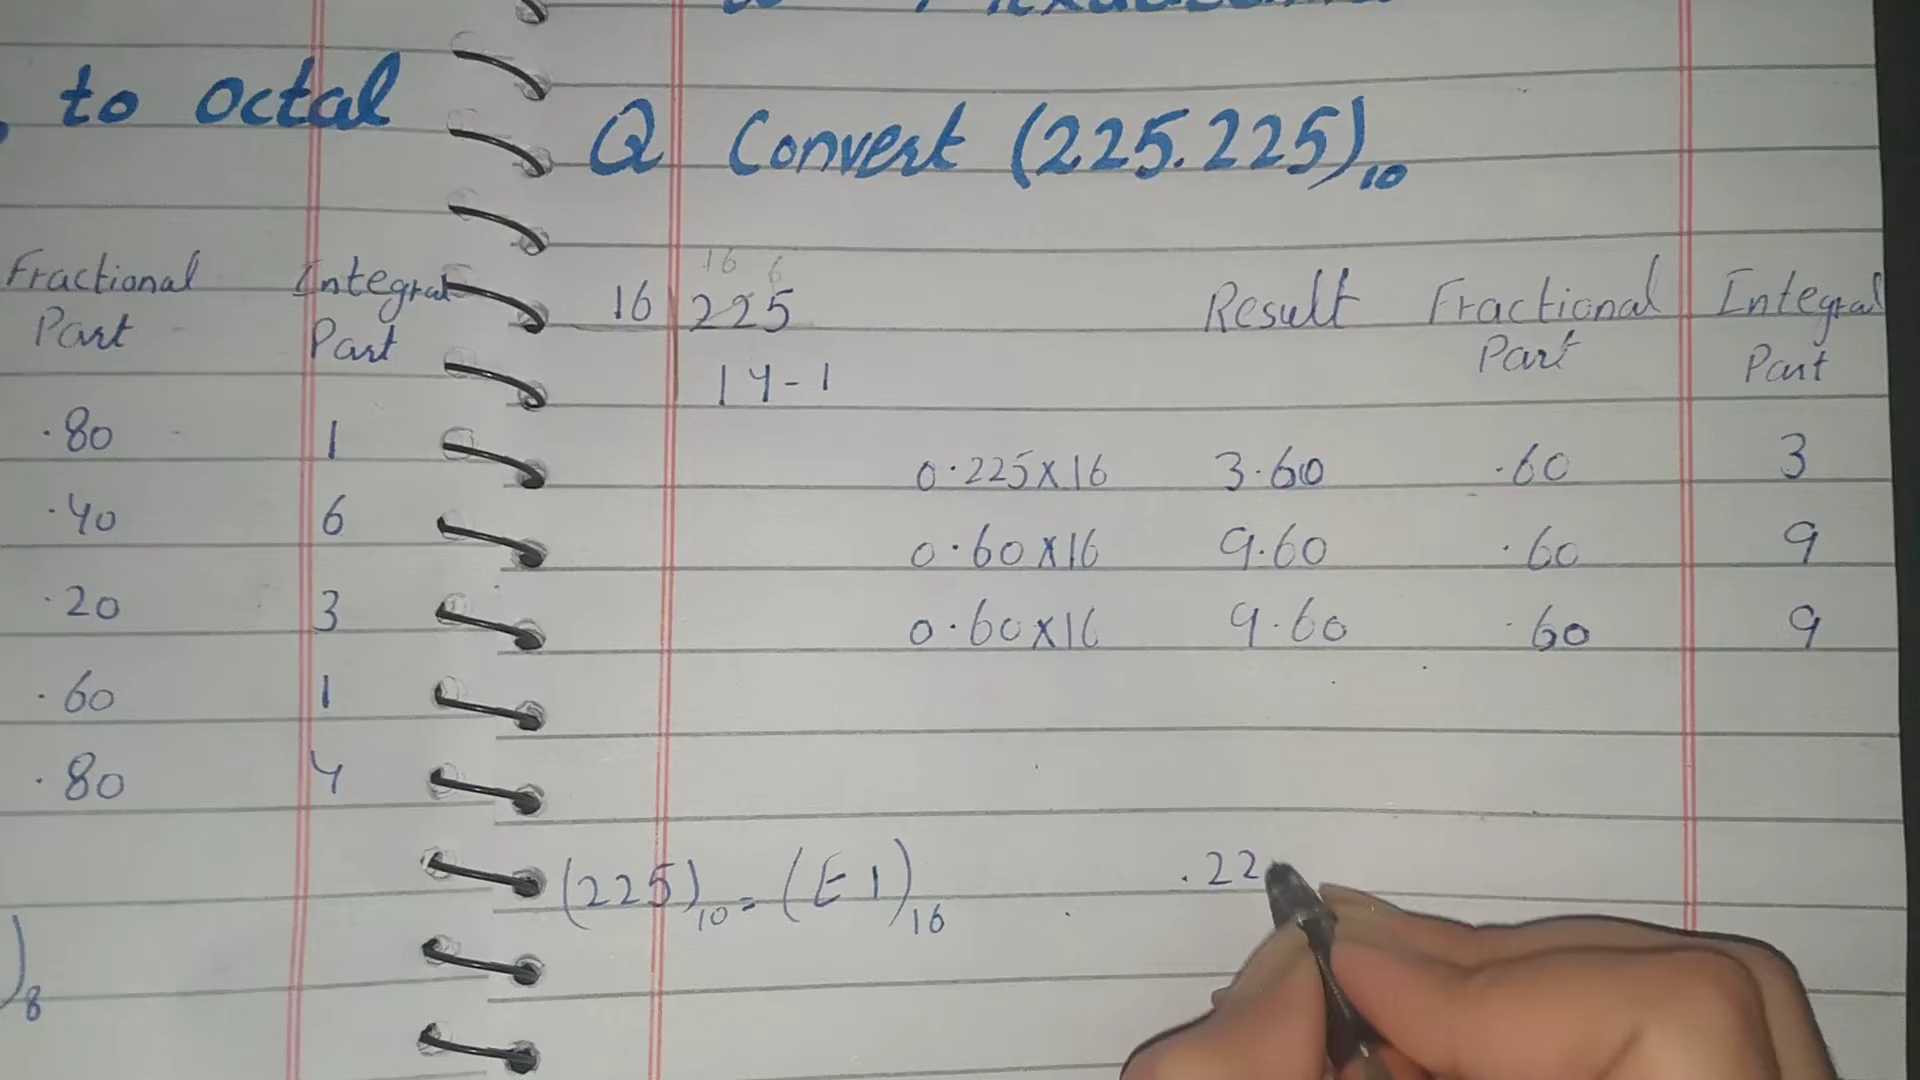 to Octal
Fractional Integral
Part Part
.80 1
.40 6
.20 3
.60 1
.80 4
)8
Q Convert (225.225)10
16 6
16 225
14-1
Result Fractional Integral
Part Part
0.225x16 3.60 .60 3
0.60x16 9.60 .60 9
0.60x16 9.60 .60 9
(225)10 = (E1)16 .22